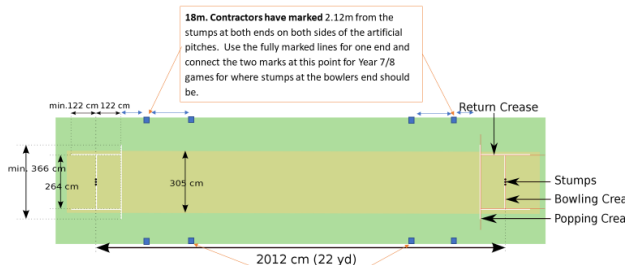 18m. Contractors have marked 2.12m from the
stumps at both ends on both sides of the artificial
pitches. Use the fully marked lines for one end and
connect the two marks at this point for Year 7/8
games for where stumps at the bowlers end should
be.
min.122 cm 122 cm
Return Crease
min. 366 cm
264 cm
305 cm
Stumps
Bowling Crea
Popping Crea
2012 cm (22 yd)